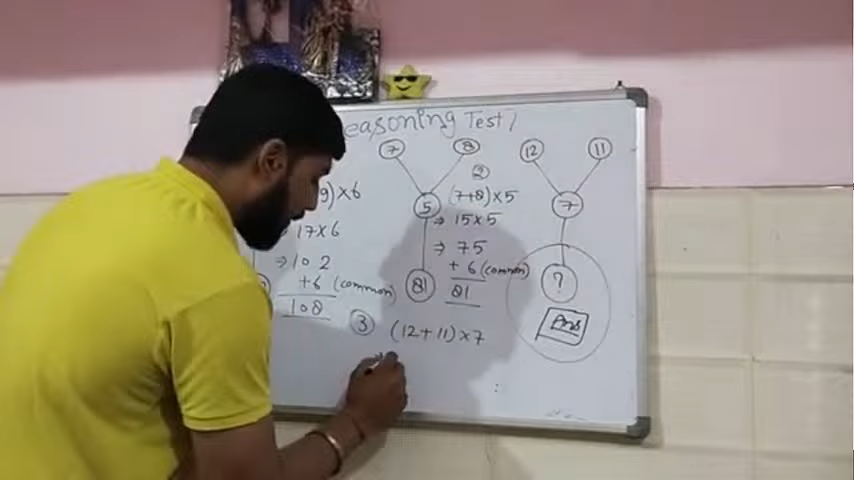 easoning Test 1
7 8 12 11
②
9) x 6
(7+8) x 5
5
7
17 x 6
⇒ 15 x 5
⇒ 102
⇒ 75
+6 (common)
+ 6 (common)
108
81
81
?
Ans
③ (12+11) x 7